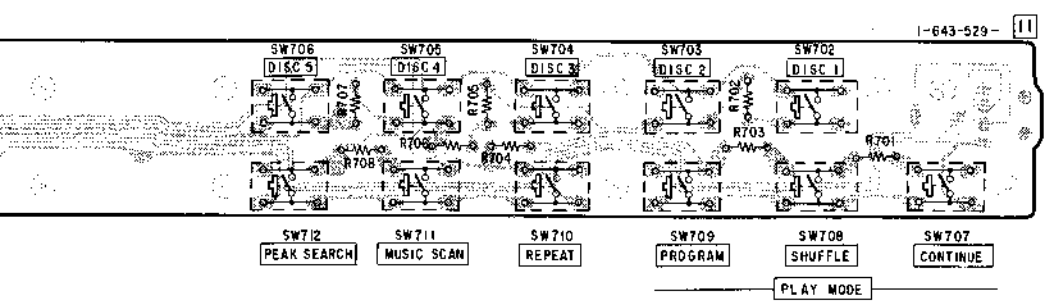 1-643-529- 11
SW706 SW705 SW704 SW703 SW702
DISC 5 DISC 4 DISC 3 DISC 2 DISC 1
R707 R705 R702
R706 R703 R701
R708 R704
SW712 SW711 SW710 SW709 SW708 SW707
PEAK SEARCH MUSIC SCAN REPEAT PROGRAM SHUFFLE CONTINUE
PLAY MODE